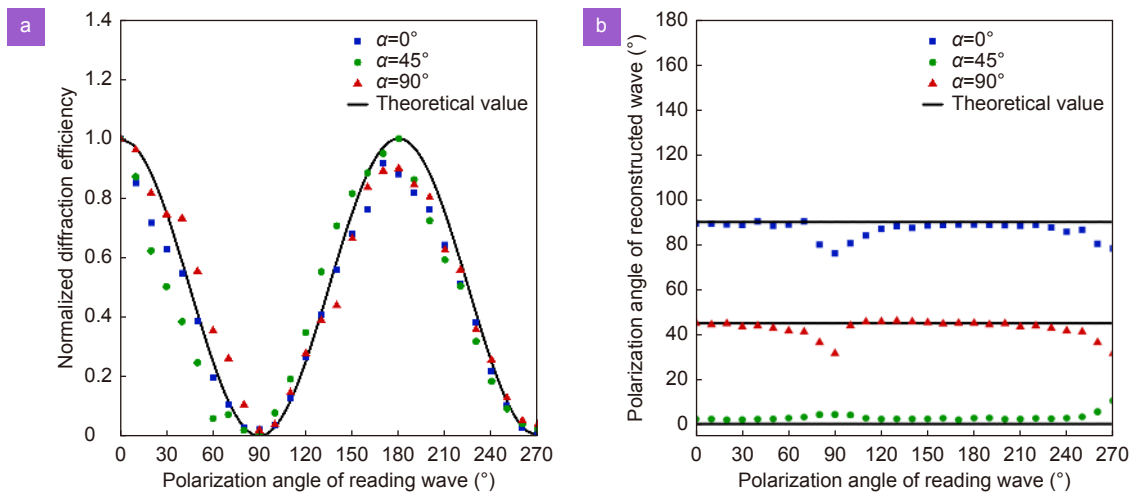 a
1.4
1.2
1.0
0.8
0.6
0.4
0.2
0
Normalized diffraction efficiency
α=0°
α=45°
α=90°
Theoretical value
0 30 60 90 120 150 180 210 240 270
Polarization angle of reading wave (°)
b
180
160
140
120
100
80
60
40
20
0
Polarization angle of reconstructed wave (°)
α=0°
α=45°
α=90°
Theoretical value
0 30 60 90 120 150 180 210 240 270
Polarization angle of reading wave (°)